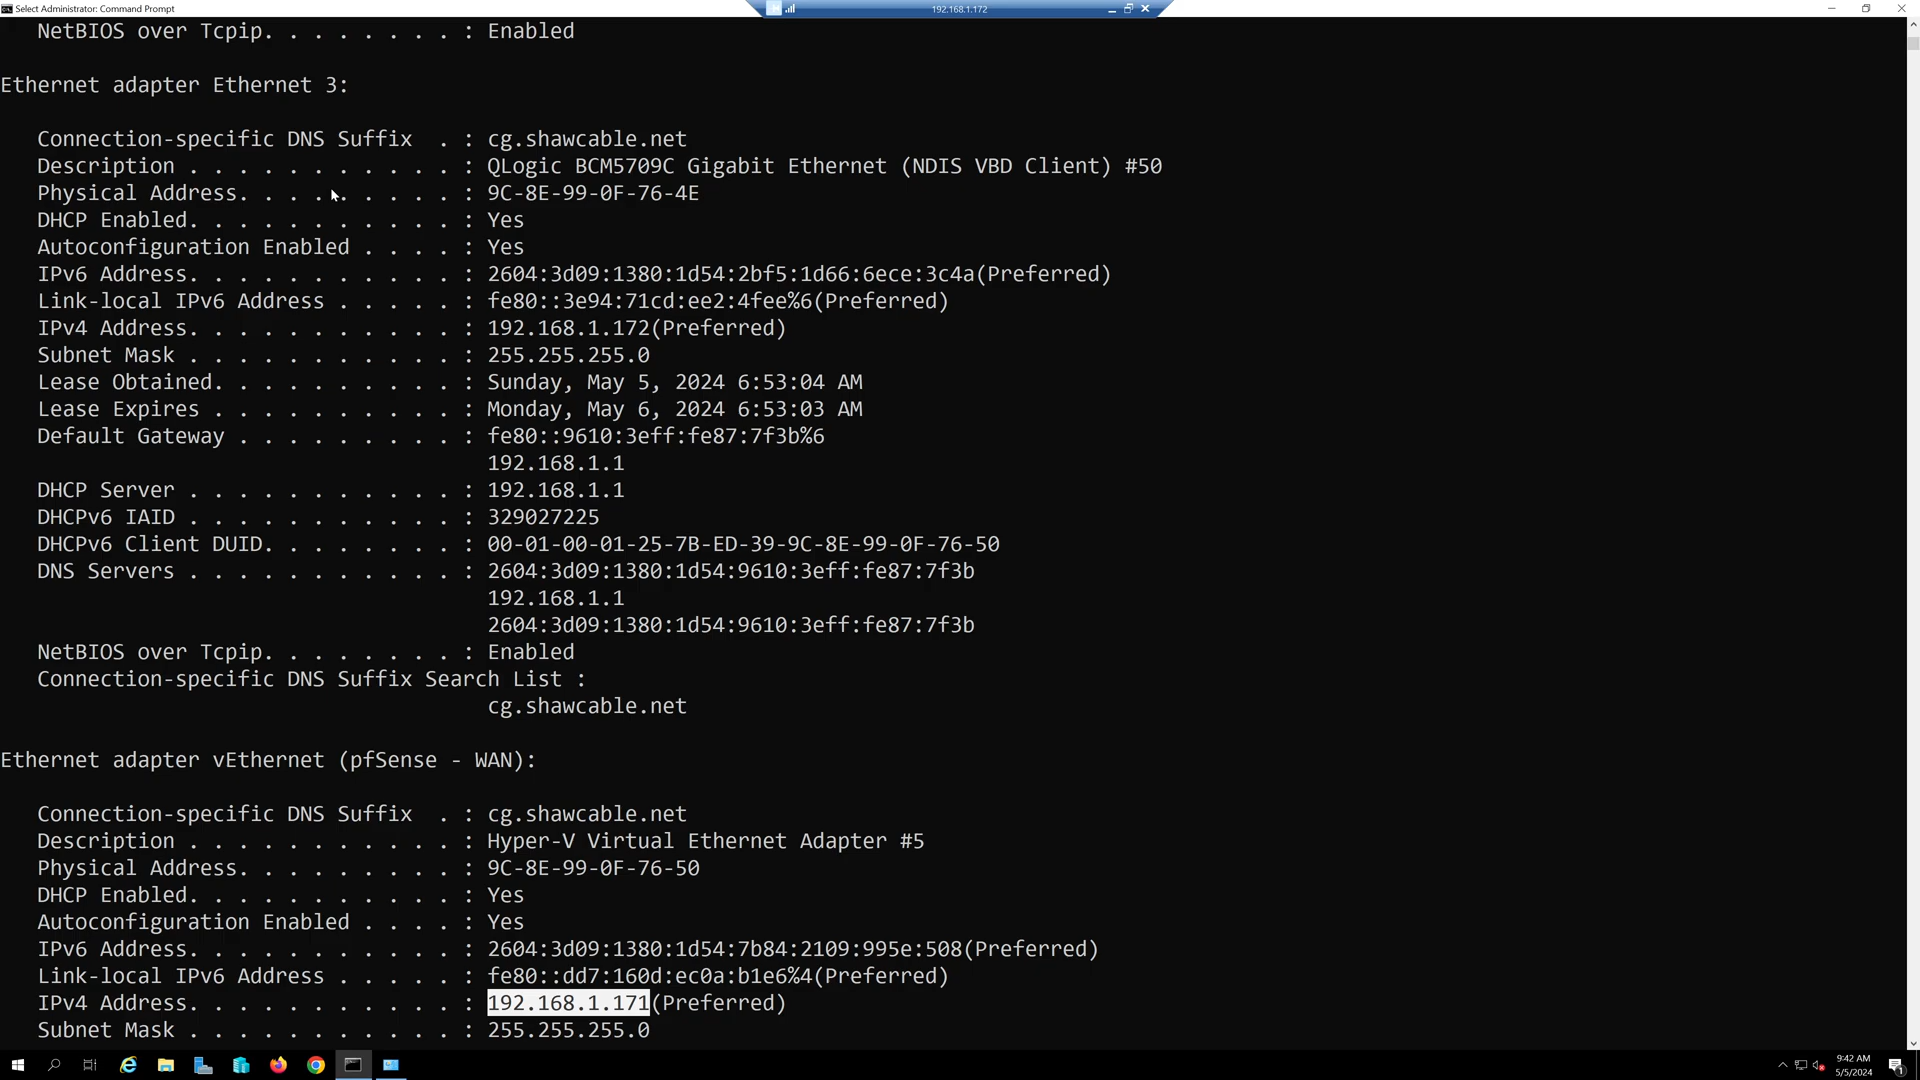 Select Administrator: Command Prompt
192.168.1.172
NetBIOS over Tcpip. . . . . . . . : Enabled
Ethernet adapter Ethernet 3:
Connection-specific DNS Suffix  . : cg.shawcable.net
Description . . . . . . . . . . . : QLogic BCM5709C Gigabit Ethernet (NDIS VBD Client) #50
Physical Address. . . . . . . . . : 9C-8E-99-0F-76-4E
DHCP Enabled. . . . . . . . . . . : Yes
Autoconfiguration Enabled . . . . : Yes
IPv6 Address. . . . . . . . . . . : 2604:3d09:1380:1d54:2bf5:1d66:6ece:3c4a(Preferred)
Link-local IPv6 Address . . . . . : fe80::3e94:71cd:ee2:4fee%6(Preferred)
IPv4 Address. . . . . . . . . . . : 192.168.1.172(Preferred)
Subnet Mask . . . . . . . . . . . : 255.255.255.0
Lease Obtained. . . . . . . . . . : Sunday, May 5, 2024 6:53:04 AM
Lease Expires . . . . . . . . . . : Monday, May 6, 2024 6:53:03 AM
Default Gateway . . . . . . . . . : fe80::9610:3eff:fe87:7f3b%6
192.168.1.1
DHCP Server . . . . . . . . . . . : 192.168.1.1
DHCPv6 IAID . . . . . . . . . . . : 329027225
DHCPv6 Client DUID. . . . . . . . : 00-01-00-01-25-7B-ED-39-9C-8E-99-0F-76-50
DNS Servers . . . . . . . . . . . : 2604:3d09:1380:1d54:9610:3eff:fe87:7f3b
192.168.1.1
2604:3d09:1380:1d54:9610:3eff:fe87:7f3b
NetBIOS over Tcpip. . . . . . . . : Enabled
Connection-specific DNS Suffix Search List :
cg.shawcable.net
Ethernet adapter vEthernet (pfSense - WAN):
Connection-specific DNS Suffix  . : cg.shawcable.net
Description . . . . . . . . . . . : Hyper-V Virtual Ethernet Adapter #5
Physical Address. . . . . . . . . : 9C-8E-99-0F-76-50
DHCP Enabled. . . . . . . . . . . : Yes
Autoconfiguration Enabled . . . . : Yes
IPv6 Address. . . . . . . . . . . : 2604:3d09:1380:1d54:7b84:2109:995e:508(Preferred)
Link-local IPv6 Address . . . . . : fe80::dd7:160d:ec0a:b1e6%4(Preferred)
IPv4 Address. . . . . . . . . . . : 192.168.1.171(Preferred)
Subnet Mask . . . . . . . . . . . : 255.255.255.0
9:42 AM
5/5/2024